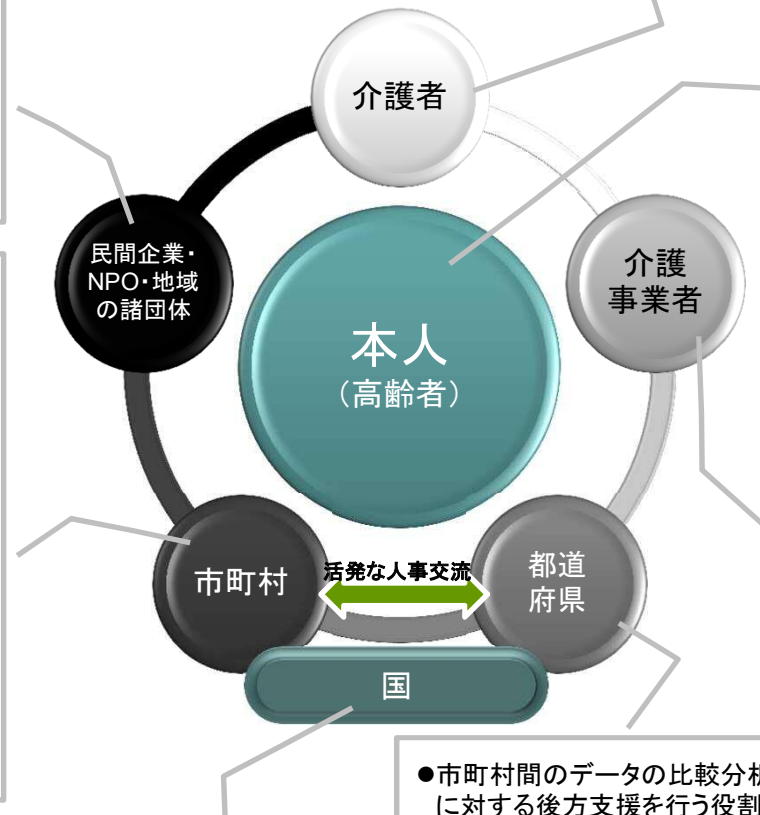 介護者
民間企業・
NPO・地域
の諸団体
介護
事業者
本人
（高齢者）
市町村
活発な人事交流
都道
府県
国
●市町村間のデータの比較分
に対する後方支援を行う役割